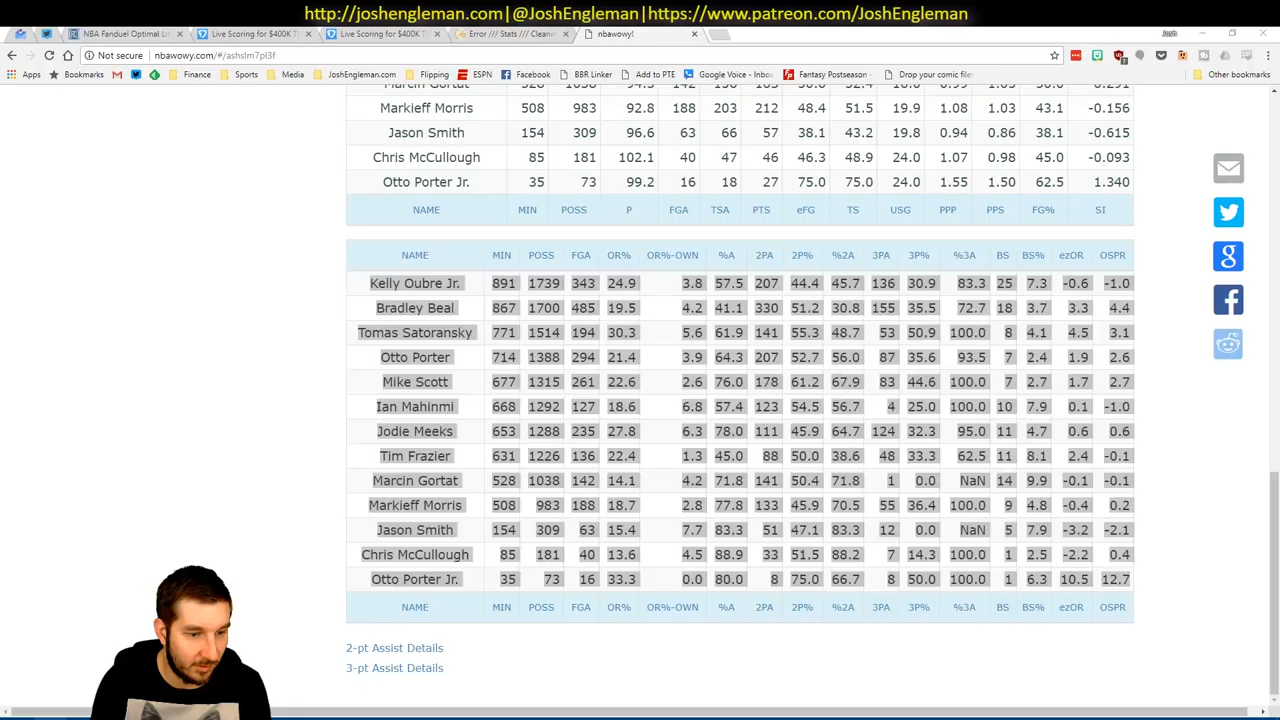 http://joshengleman.com|@JoshEngleman|https://www.patreon.com/JoshEngleman
NBA Fanduel Optimal Li × Live Scoring for $400K T × Live Scoring for $400K T × Error /// Stats /// Cleanin × nbawowy! × Josh
Not secure nbawowy.com/#/ashslm7pl3f
Apps Bookmarks Finance Sports Media JoshEngleman.com Flipping ESPN Facebook BBR Linker Add to PTE Google Voice - Inbo Fantasy Postseason - Drop your comic file Other bookmarks
Markieff Morris 508 983 92.8 188 203 212 48.4 51.5 19.9 1.08 1.03 43.1 -0.156
Jason Smith 154 309 96.6 63 66 57 38.1 43.2 19.8 0.94 0.86 38.1 -0.615
Chris McCullough 85 181 102.1 40 47 46 46.3 48.9 24.0 1.07 0.98 45.0 -0.093
Otto Porter Jr. 35 73 99.2 16 18 27 75.0 75.0 24.0 1.55 1.50 62.5 1.340
NAME MIN POSS P FGA TSA PTS eFG TS USG PPP PPS FG% SI
NAME MIN POSS FGA OR% OR%-OWN %A 2PA 2P% %2A 3PA 3P% %3A BS BS% ezOR OSPR
Kelly Oubre Jr. 891 1739 343 24.9 3.8 57.5 207 44.4 45.7 136 30.9 83.3 25 7.3 -0.6 -1.0
Bradley Beal 867 1700 485 19.5 4.2 41.1 330 51.2 30.8 155 35.5 72.7 18 3.7 3.3 4.4
Tomas Satoransky 771 1514 194 30.3 5.6 61.9 141 55.3 48.7 53 50.9 100.0 8 4.1 4.5 3.1
Otto Porter 714 1388 294 21.4 3.9 64.3 207 52.7 56.0 87 35.6 93.5 7 2.4 1.9 2.6
Mike Scott 677 1315 261 22.6 2.6 76.0 178 61.2 67.9 83 44.6 100.0 7 2.7 1.7 2.7
Ian Mahinmi 668 1292 127 18.6 6.8 57.4 123 54.5 56.7 4 25.0 100.0 10 7.9 0.1 -1.0
Jodie Meeks 653 1288 235 27.8 6.3 78.0 111 45.9 64.7 124 32.3 95.0 11 4.7 0.6 0.6
Tim Frazier 631 1226 136 22.4 1.3 45.0 88 50.0 38.6 48 33.3 62.5 11 8.1 2.4 -0.1
Marcin Gortat 528 1038 142 14.1 4.2 71.8 141 50.4 71.8 1 0.0 NaN 14 9.9 -0.1 -0.1
Markieff Morris 508 983 188 18.7 2.8 77.8 133 45.9 70.5 55 36.4 100.0 9 4.8 -0.4 0.2
Jason Smith 154 309 63 15.4 7.7 83.3 51 47.1 83.3 12 0.0 NaN 5 7.9 -3.2 -2.1
Chris McCullough 85 181 40 13.6 4.5 88.9 33 51.5 88.2 7 14.3 100.0 1 2.5 -2.2 0.4
Otto Porter Jr. 35 73 16 33.3 0.0 80.0 8 75.0 66.7 8 50.0 100.0 1 6.3 10.5 12.7
NAME MIN POSS FGA OR% OR%-OWN %A 2PA 2P% %2A 3PA 3P% %3A BS BS% ezOR OSPR
2-pt Assist Details
3-pt Assist Details